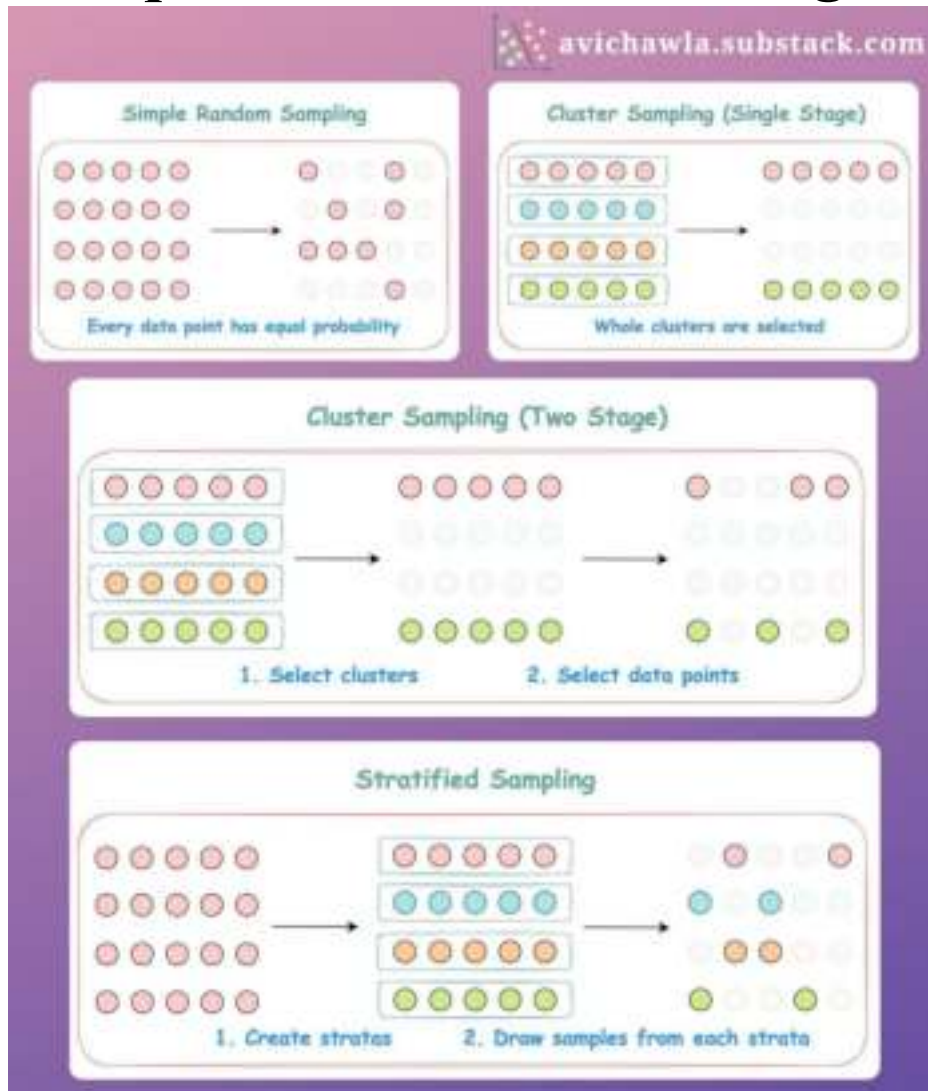 avichawla.substack.com
Simple Random Sampling
Every data point has equal probability
Cluster Sampling (Single Stage)
Whole clusters are selected
Cluster Sampling (Two Stage)
1. Select clusters
2. Select data points
Stratified Sampling
1. Create stratas
2. Draw samples from each strata